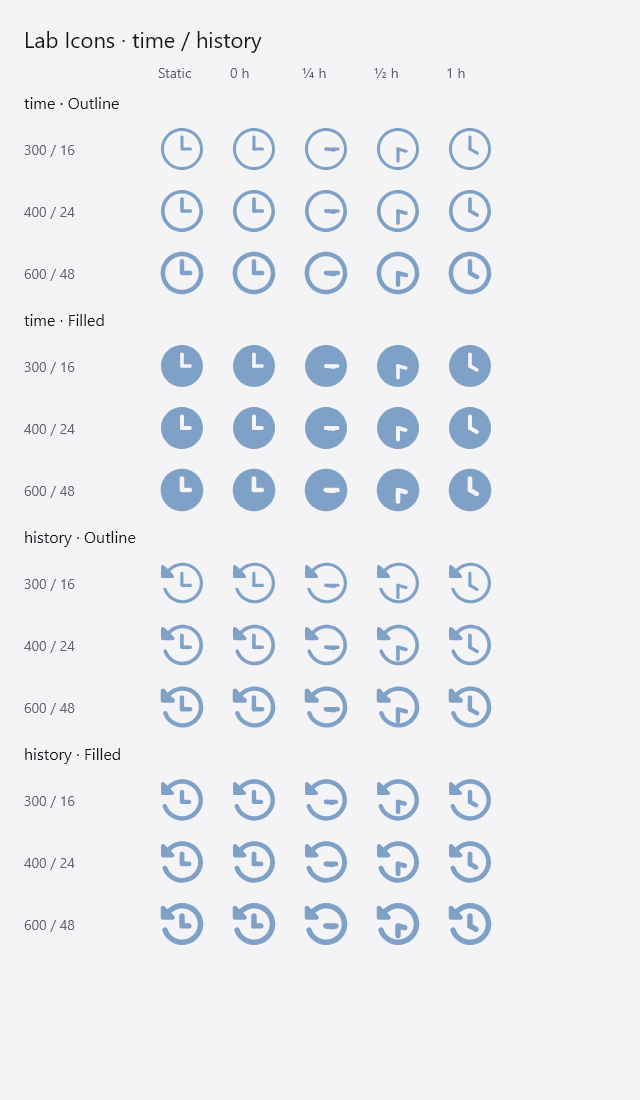 Lab Icons · time / history
Static 0 h ¼ h ½ h 1 h
time · Outline
300 / 16
400 / 24
600 / 48
time · Filled
300 / 16
400 / 24
600 / 48
history · Outline
300 / 16
400 / 24
600 / 48
history · Filled
300 / 16
400 / 24
600 / 48